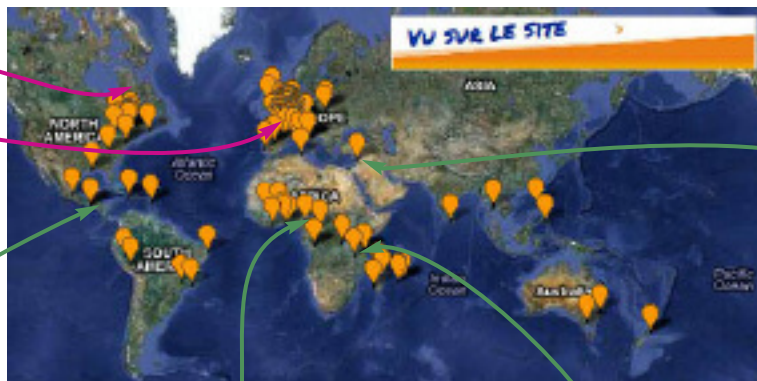 VU SUR LE SITE >
ASIA
NORTH
AMERICA
Atlantic
Ocean
AFRICA
SOUTH
AMERICA
Indian
Ocean
Australia
Pacific
Ocean